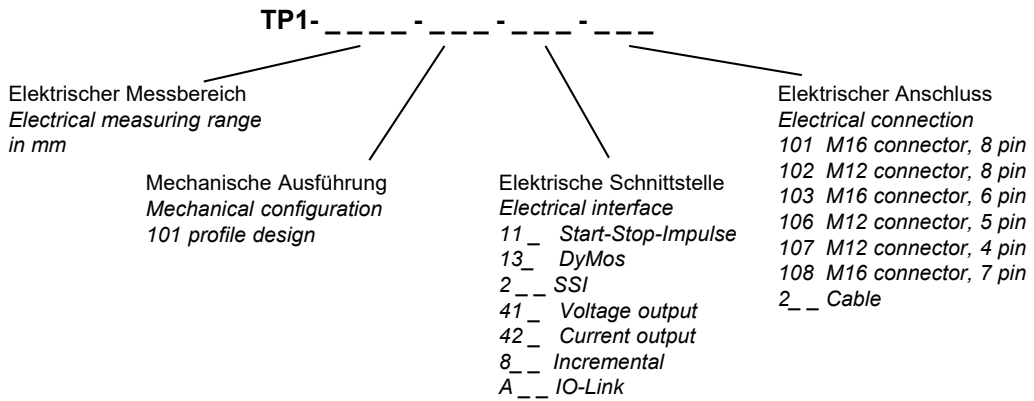 TP1- _ _ _ _ - _ _ _ - _ _ _ - _ _ _
Elektrischer Messbereich
Electrical measuring range
in mm
Mechanische Ausführung
Mechanical configuration
101 profile design
Elektrische Schnittstelle
Electrical interface
11 _ Start-Stop-Impulse
13_ DyMos
2 _ _ SSI
41 _ Voltage output
42 _ Current output
8_ _ Incremental
A _ _ IO-Link
Elektrischer Anschluss
Electrical connection
101 M16 connector, 8 pin
102 M12 connector, 8 pin
103 M16 connector, 6 pin
106 M12 connector, 5 pin
107 M12 connector, 4 pin
108 M16 connector, 7 pin
2_ _ Cable